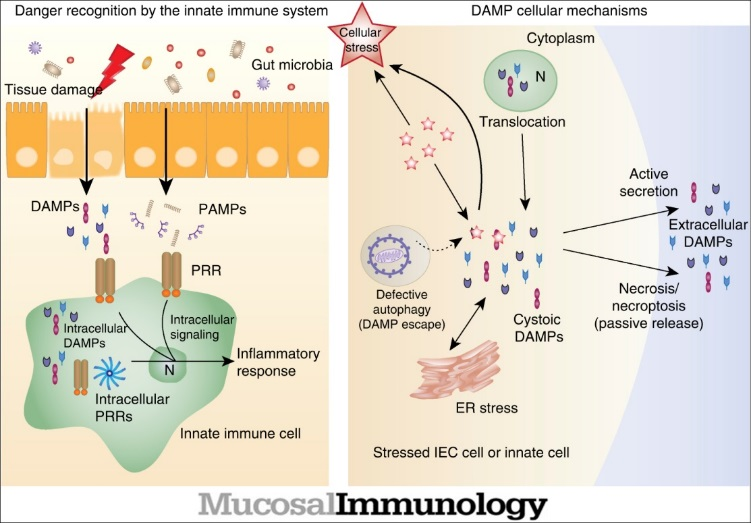 Danger recognition by the innate immune system
Tissue damage
Gut microbia
DAMPs
PAMPs
PRR
Intracellular
DAMPs
Intracellular
signaling
N
Inflammatory
response
Intracellular
PRRs
Innate immune cell
DAMP cellular mechanisms
Cellular
stress
Cytoplasm
N
Translocation
Active
secretion
Extracellular
DAMPs
Necrosis/
necroptosis
(passive release)
Defective
autophagy
(DAMP escape)
Cystoic
DAMPs
ER stress
Stressed IEC cell or innate cell
MucosalImmunology